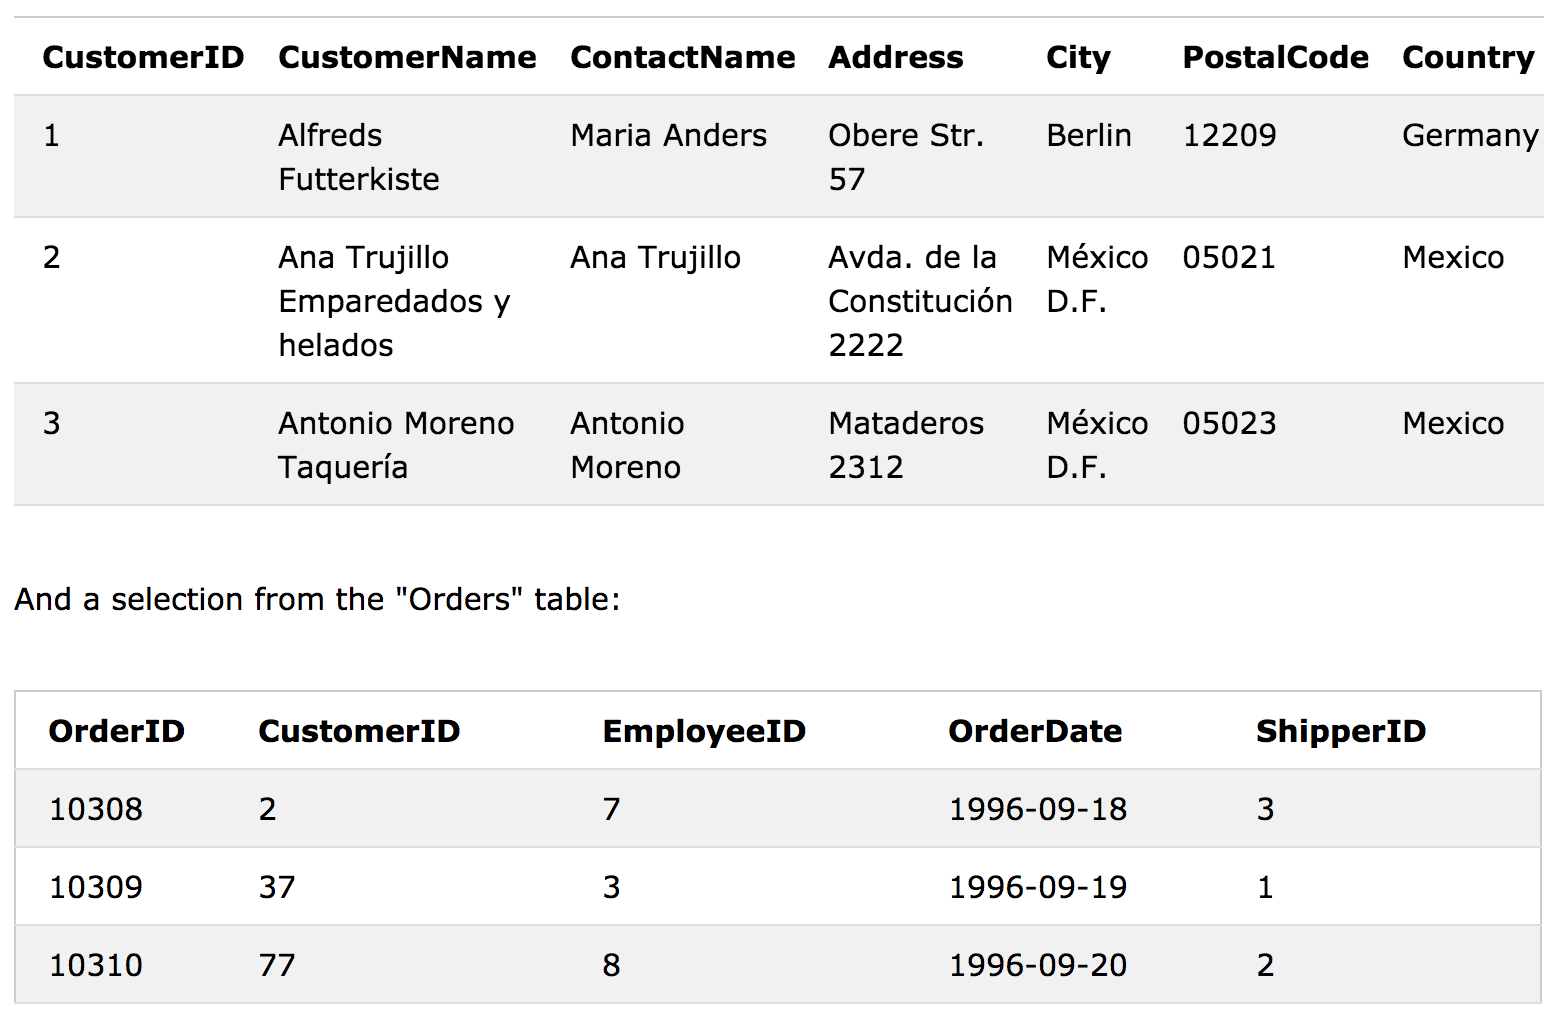 CustomerID CustomerName ContactName Address City PostalCode Country
1 Alfreds Maria Anders Obere Str. Berlin 12209 Germany
Futterkiste 57
2 Ana Trujillo Ana Trujillo Avda. de la México 05021 Mexico
Emparedados y Constitución D.F.
helados 2222
3 Antonio Moreno Antonio Mataderos México 05023 Mexico
Taquería Moreno 2312 D.F.
And a selection from the "Orders" table:
OrderID CustomerID EmployeeID OrderDate ShipperID
10308 2 7 1996-09-18 3
10309 37 3 1996-09-19 1
10310 77 8 1996-09-20 2